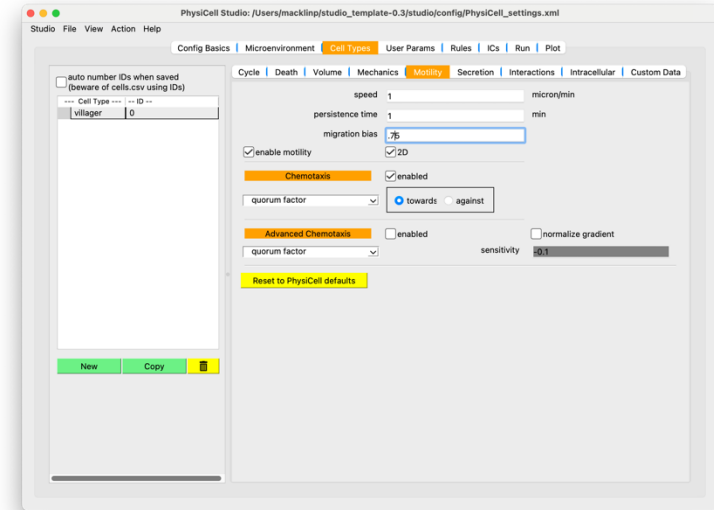 PhysiCell Studio: /Users/macklinp/studio_template-0.3/studio/config/PhysiCell_settings.xml
Studio File View Action Help
Config Basics Microenvironment Cell Types User Params Rules ICs Run Plot
auto number IDs when saved
(beware of cells.csv using IDs)
--- Cell Type --- -- ID --
villager 0
New Copy
Cycle Death Volume Mechanics Motility Secretion Interactions Intracellular Custom Data
speed 1 micron/min
persistence time 1 min
migration bias .75
enable motility 2D
Chemotaxis enabled
quorum factor towards against
Advanced Chemotaxis enabled normalize gradient
quorum factor sensitivity -0.1
Reset to PhysiCell defaults